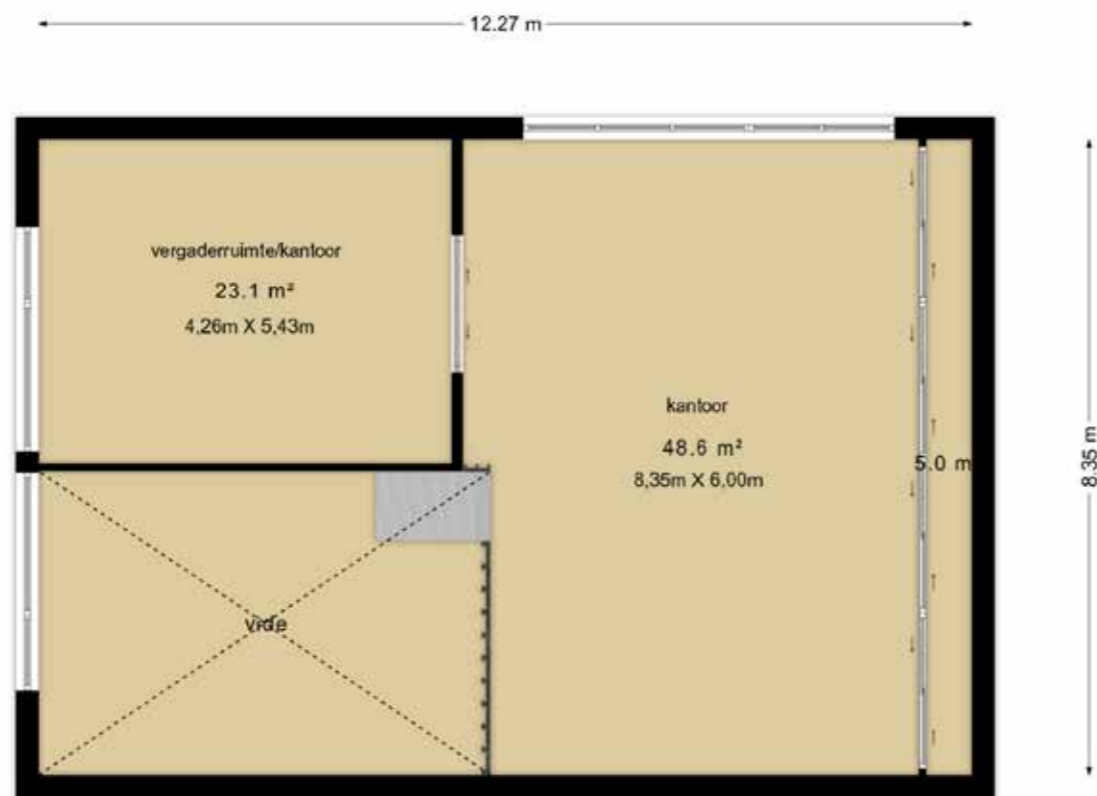 12.27 m
vergaderruimte/kantoor
23.1 m²
4,26m X 5,43m
kantoor
48.6 m²
8,35m X 6,00m
5.0 m
8.35 m
vide